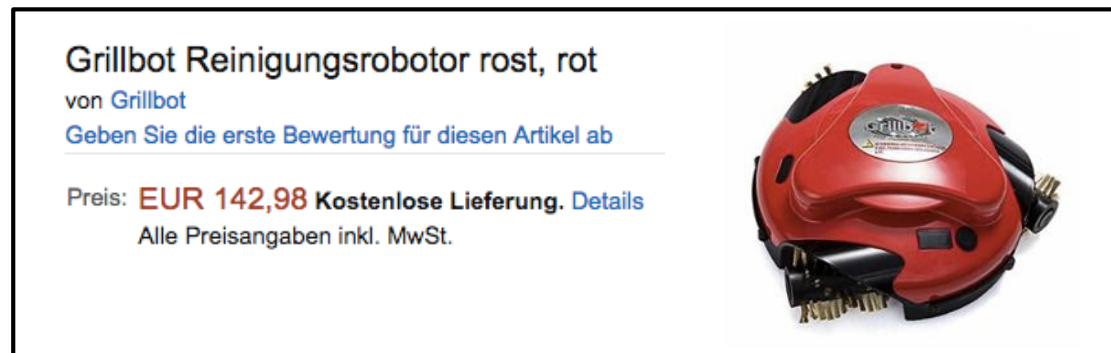 Grillbot Reinigungsrobotor rost, rot
von Grillbot
Geben Sie die erste Bewertung für diesen Artikel ab
Preis: EUR 142,98 Kostenlose Lieferung. Details
Alle Preisangaben inkl. MwSt.
Grillbot